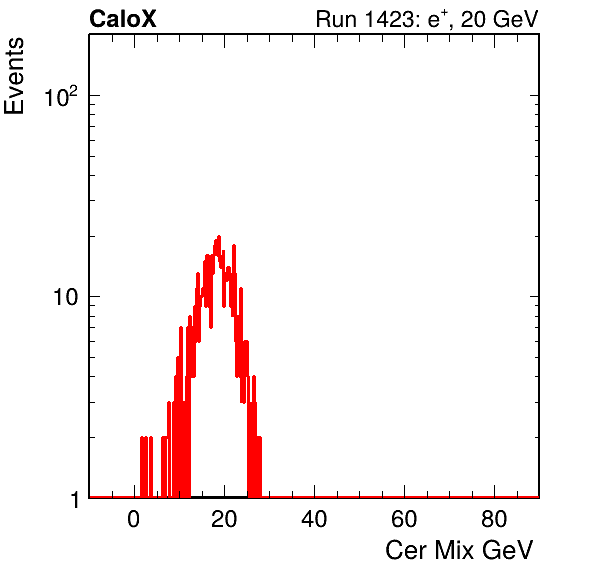 CaloX Run 1423: e⁺, 20 GeV
Events
10²
10
1
0 20 40 60 80
Cer Mix GeV